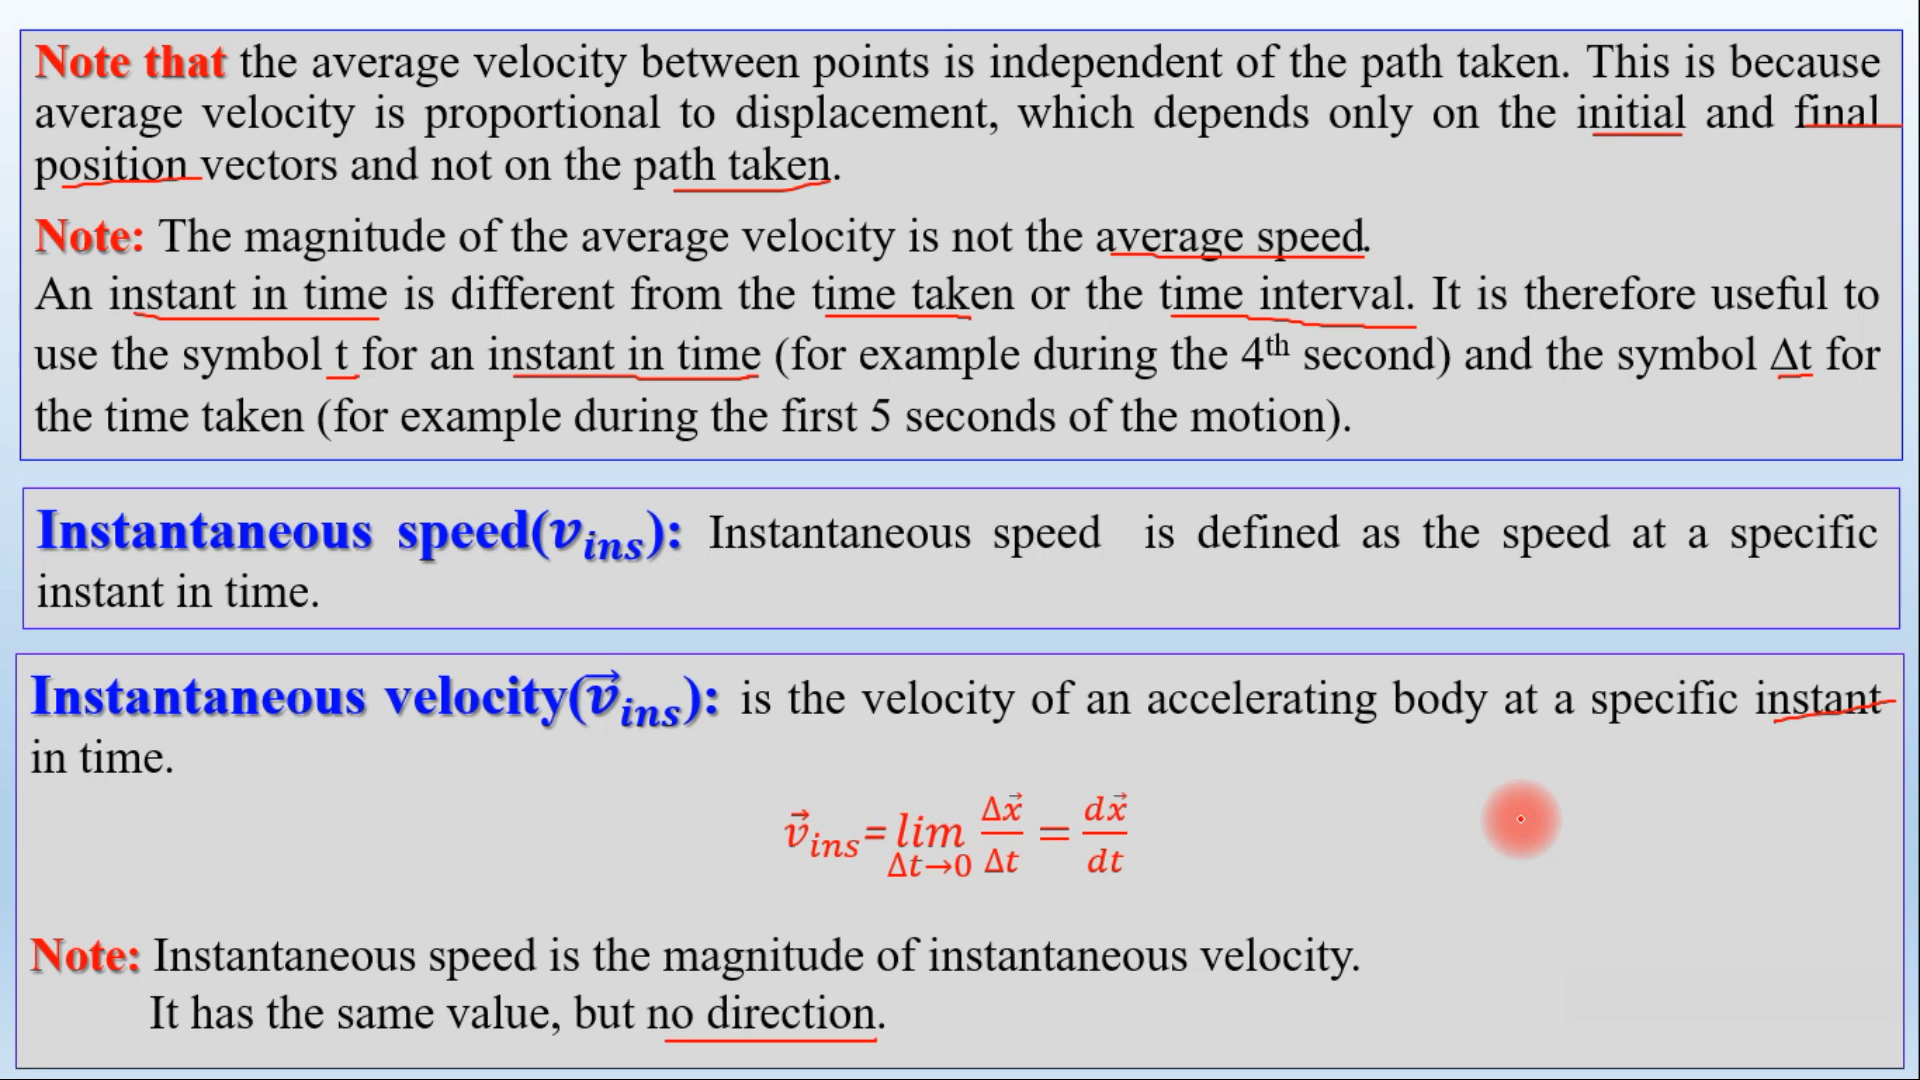 Note that the average velocity between points is independent of the path taken. This is because
average velocity is proportional to displacement, which depends only on the initial and final
position vectors and not on the path taken.
Note: The magnitude of the average velocity is not the average speed.
An instant in time is different from the time taken or the time interval. It is therefore useful to
use the symbol t for an instant in time (for example during the 4th second) and the symbol Δt for
the time taken (for example during the first 5 seconds of the motion).
Instantaneous speed(v_ins): Instantaneous speed is defined as the speed at a specific
instant in time.
Instantaneous velocity(v⃗_ins): is the velocity of an accelerating body at a specific instant
in time.
v⃗_ins = lim_{Δt→0} Δx⃗/Δt = dx⃗/dt
Note: Instantaneous speed is the magnitude of instantaneous velocity.
It has the same value, but no direction.